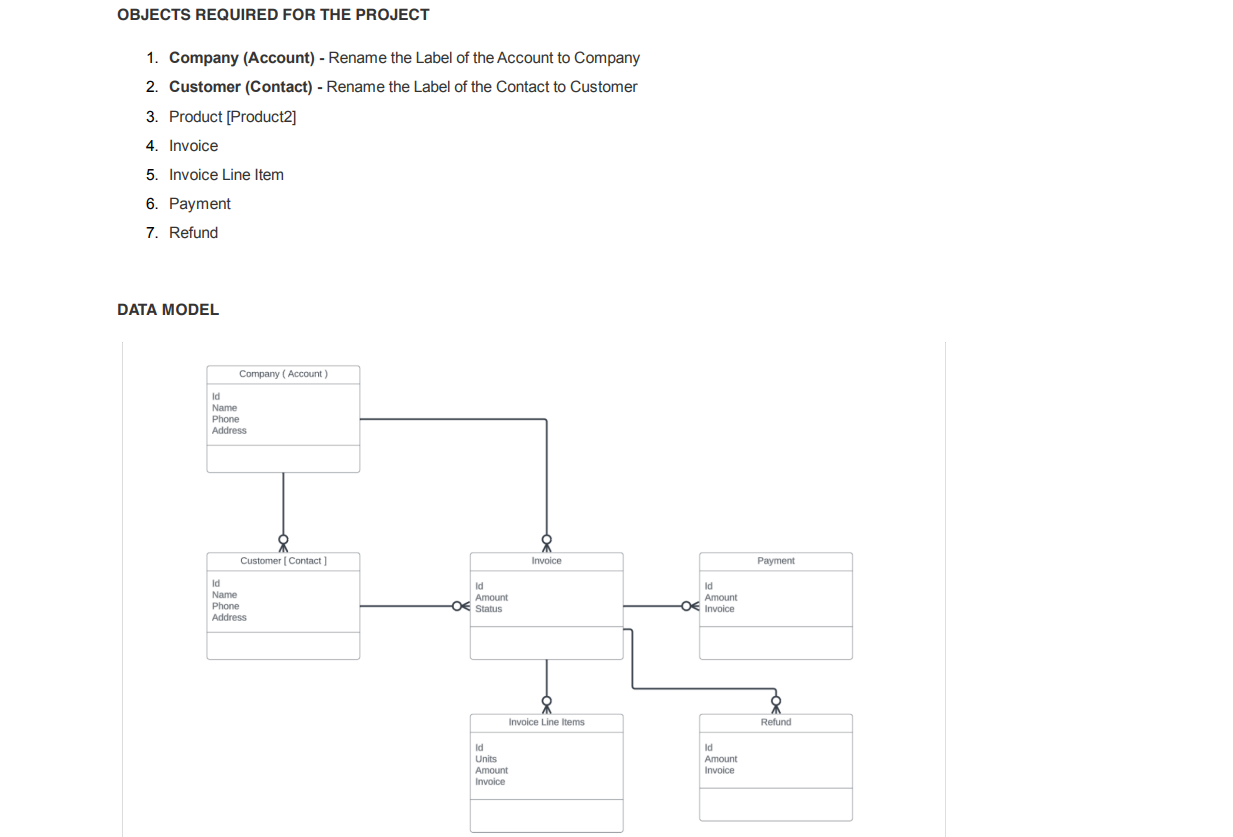 OBJECTS REQUIRED FOR THE PROJECT
1. Company (Account) - Rename the Label of the Account to Company
2. Customer (Contact) - Rename the Label of the Contact to Customer
3. Product [Product2]
4. Invoice
5. Invoice Line Item
6. Payment
7. Refund
DATA MODEL
Company ( Account )
Id
Name
Phone
Address
Customer [ Contact ]
Id
Name
Phone
Address
Invoice
Id
Amount
Status
Payment
Id
Amount
Invoice
Invoice Line Items
Id
Units
Amount
Invoice
Refund
Id
Amount
Invoice